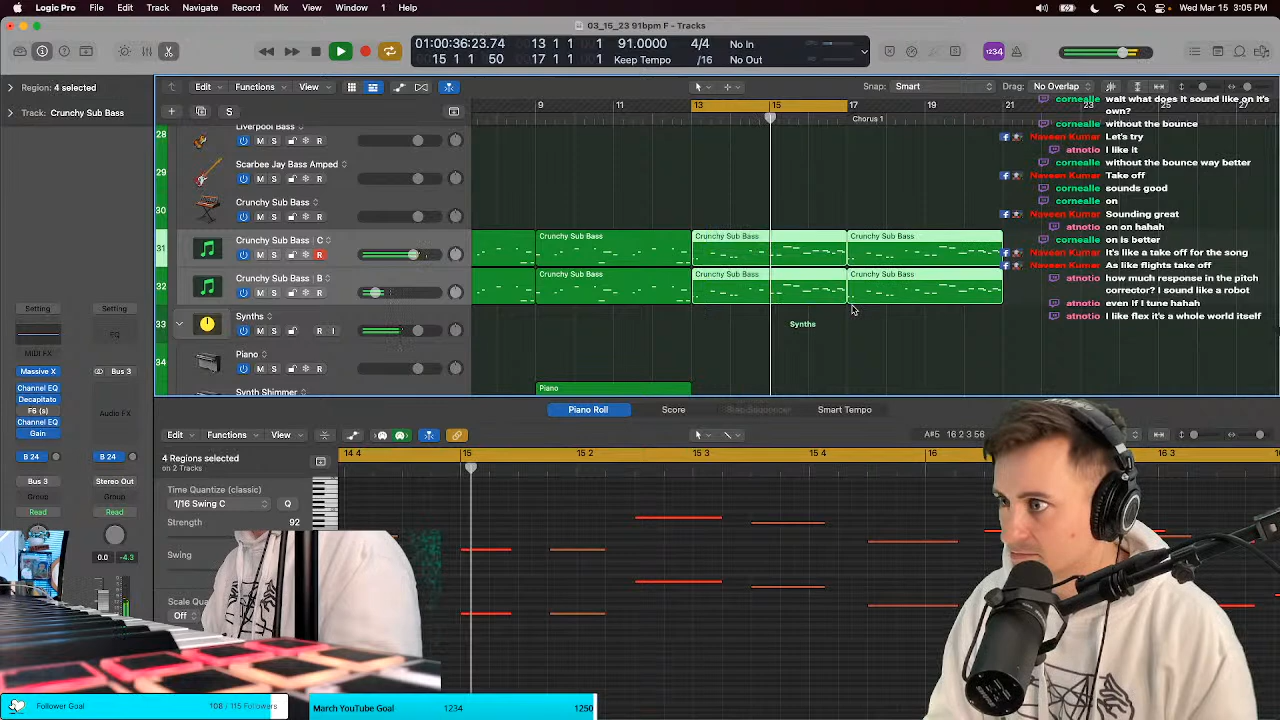 Logic Pro File Edit Track Navigate Record Mix View Window 1 Help
Wed Mar 15 3:05 PM
03_15_23 91bpm F - Tracks
01:00:36:23.74 13 1 1 1 91.0000 4/4 No In
15 1 1 50 17 1 1 1 Keep Tempo /16 No Out
1234
Region: 4 selected
Track: Crunchy Sub Bass
Edit Functions View
Snap: Smart
Drag: No Overlap
9 11 13 15 17 19 21 23 25 27
Chorus 1
28 Liverpool Bass
M S R
29 Scarbee Jay Bass Amped
M S R
30 Crunchy Sub Bass
M S R
31 Crunchy Sub Bass C
M S R
Crunchy Sub Bass Crunchy Sub Bass Crunchy Sub Bass
32 Crunchy Sub Bass
M S R
Crunchy Sub Bass Crunchy Sub Bass Crunchy Sub Bass
33 Synths
M S I
Synths
34 Piano
M S R
Synth Shimmer
Piano
cornealle wait what does it sound like on it's
own?
cornealle without the bounce
Naveen Kumar Let's try
atnotio I like it
cornealle without the bounce way better
Naveen Kumar Take off
cornealle sounds good
cornealle on
Naveen Kumar Sounding great
atnotio on on hahah
cornealle on is better
Naveen Kumar It's like a take off for the song
Naveen Kumar As like flights take off
atnotio how much response in the pitch
corrector? I sound like a robot
atnotio even if I tune hahah
atnotio I like flex it's a whole world itself
Setting Setting
MIDI FX
Massive X Bus 3
Channel EQ
Decapitato Audio FX
F6 (s)
Channel EQ
Gain
B 24 B 24
Bus 3 Stereo Out
Group Group
Read Read
0.0 -4.3
Piano Roll Score Step Sequencer Smart Tempo
Edit Functions View
A#5 16 2 3 56
4 Regions selected
on 2 Tracks
14 4 15 15 2 15 3 15 4 16 16 3
Time Quantize (classic)
1/16 Swing C Q
Strength 92
Swing
Scale Qua
Off
Follower Goal 108 / 115 Followers
March YouTube Goal 1234 1250